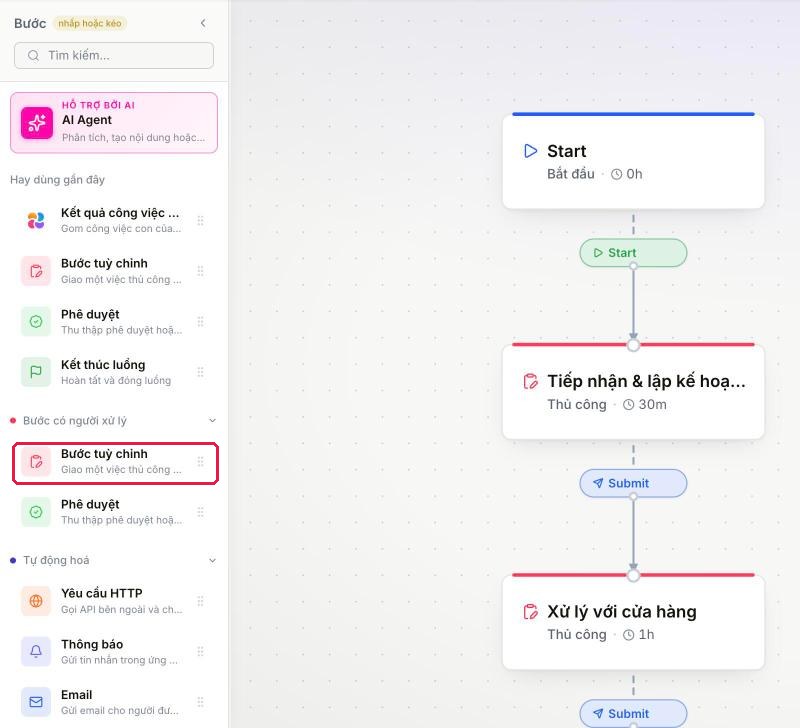 Bước nhấp hoặc kéo
Tìm kiếm...
HỖ TRỢ BỞI AI
AI Agent
Phân tích, tạo nội dung hoặc...
Hay dùng gần đây
Kết quả công việc ...
Gom công việc con của...
Bước tuỳ chỉnh
Giao một việc thủ công ...
Phê duyệt
Thu thập phê duyệt hoặ...
Kết thúc luồng
Hoàn tất và đóng luồng
Bước có người xử lý
Bước tuỳ chỉnh
Giao một việc thủ công ...
Phê duyệt
Thu thập phê duyệt hoặ...
Tự động hoá
Yêu cầu HTTP
Gọi API bên ngoài và ch...
Thông báo
Gửi tin nhắn trong ứng ...
Email
Gửi email cho người đư...
Start
Bắt đầu · 0h
Start
Tiếp nhận & lập kế hoạ...
Thủ công · 30m
Submit
Xử lý với cửa hàng
Thủ công · 1h
Submit